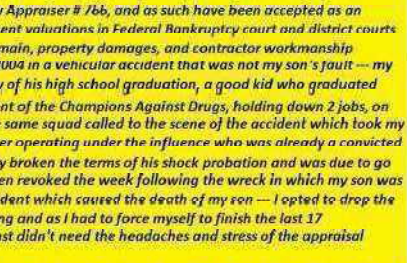 y Appraiser # 766, and as such have been accepted as an
ent valuations in Federal Bankruptcy court and district courts
main, property damages, and contractor workmanship
2004 in a vehicular accident that was not my son's fault --- my
y of his high school graduation, a good kid who graduated
nt of the Champions Against Drugs, holding down 2 jobs, on
same squad called to the scene of the accident which took my
er operating under the influence who was already a convicted
y broken the terms of his shock probation and was due to go
en revoked the week following the wreck in which my son was
dent which caused the death of my son --- I opted to drop the
ng and as I had to force myself to finish the last 17
st didn't need the headaches and stress of the appraisal